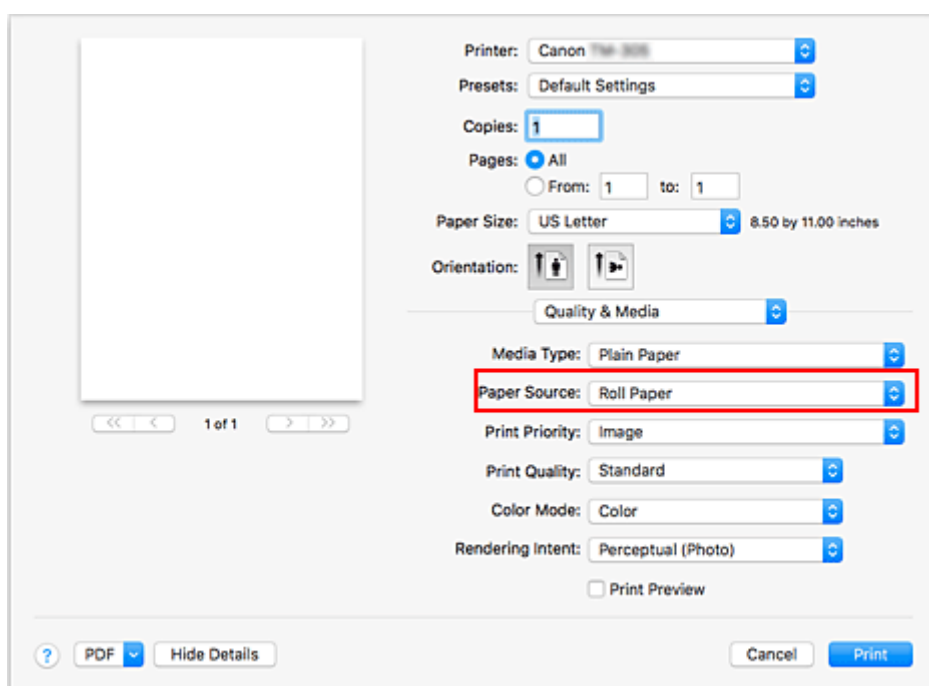 Printer: Canon
Presets: Default Settings
Copies: 1
Pages: All
From: 1 to: 1
Paper Size: US Letter 8.50 by 11.00 inches
Orientation:
Quality & Media
Media Type: Plain Paper
Paper Source: Roll Paper
<< < 1 of 1 > >>
Print Priority: Image
Print Quality: Standard
Color Mode: Color
Rendering Intent: Perceptual (Photo)
Print Preview
? PDF Hide Details Cancel Print